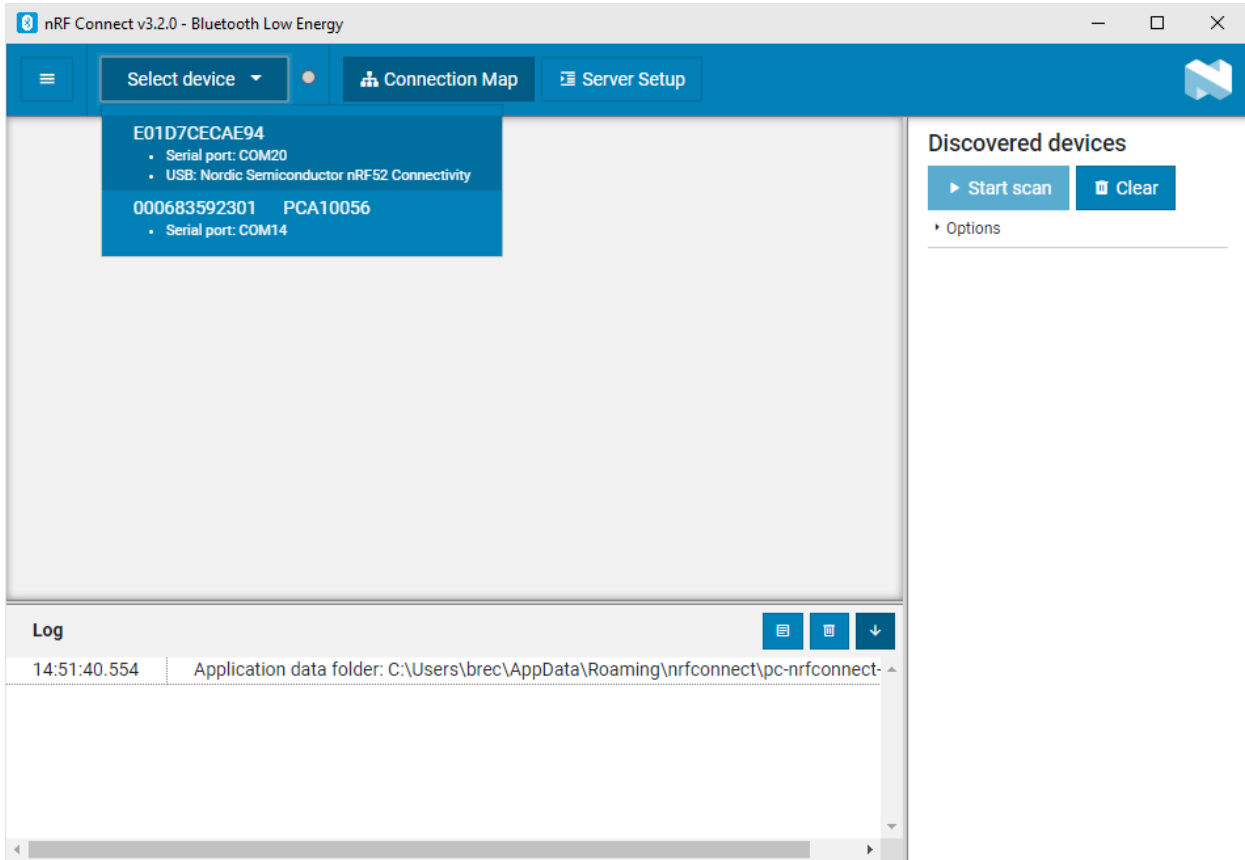 nRF Connect v3.2.0 - Bluetooth Low Energy
Select device
Connection Map
Server Setup
E01D7CECAE94
• Serial port: COM20
• USB: Nordic Semiconductor nRF52 Connectivity
000683592301 PCA10056
• Serial port: COM14
Discovered devices
Start scan
Clear
Options
Log
14:51:40.554 Application data folder: C:\Users\brec\AppData\Roaming\nrfconnect\pc-nrfconnect-